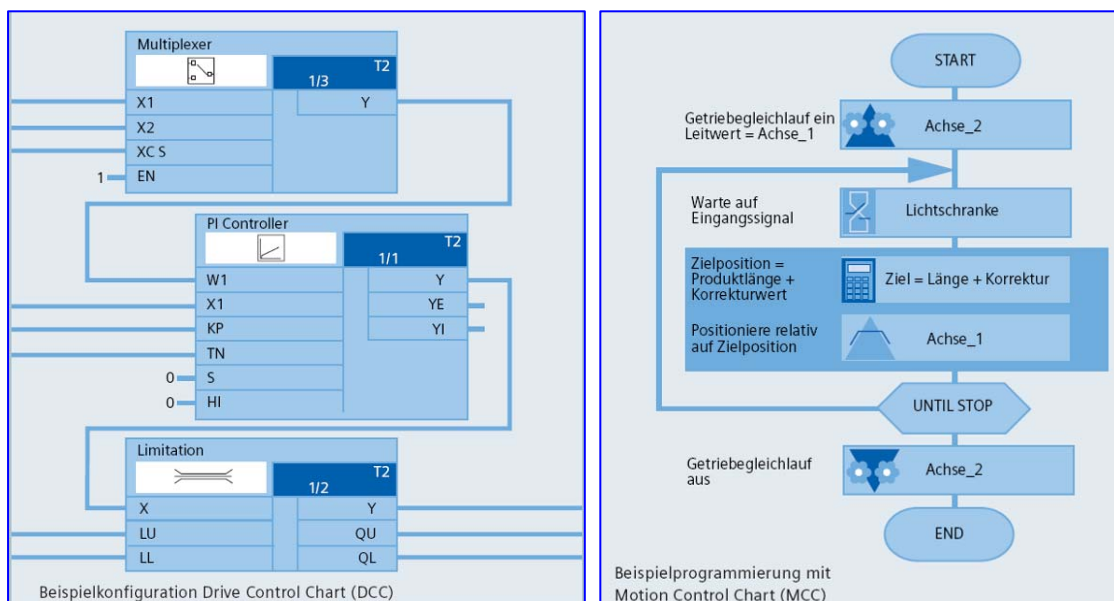 Multiplexer
T2
1/3
X1
Y
X2
XC S
1
EN
PI Controller
T2
1/1
W1
Y
X1
YE
KP
YI
TN
0
S
0
HI
Limitation
T2
1/2
X
Y
LU
QU
LL
QL
Beispielkonfiguration Drive Control Chart (DCC)
START
Getriebegleichlauf ein
Leitwert = Achse_1
Achse_2
Warte auf
Eingangssignal
Lichtschranke
Zielposition =
Produktlänge +
Korrekturwert
Ziel = Länge + Korrektur
Positioniere relativ
auf Zielposition
Achse_1
UNTIL STOP
Getriebegleichlauf
aus
Achse_2
END
Beispielprogrammierung mit
Motion Control Chart (MCC)